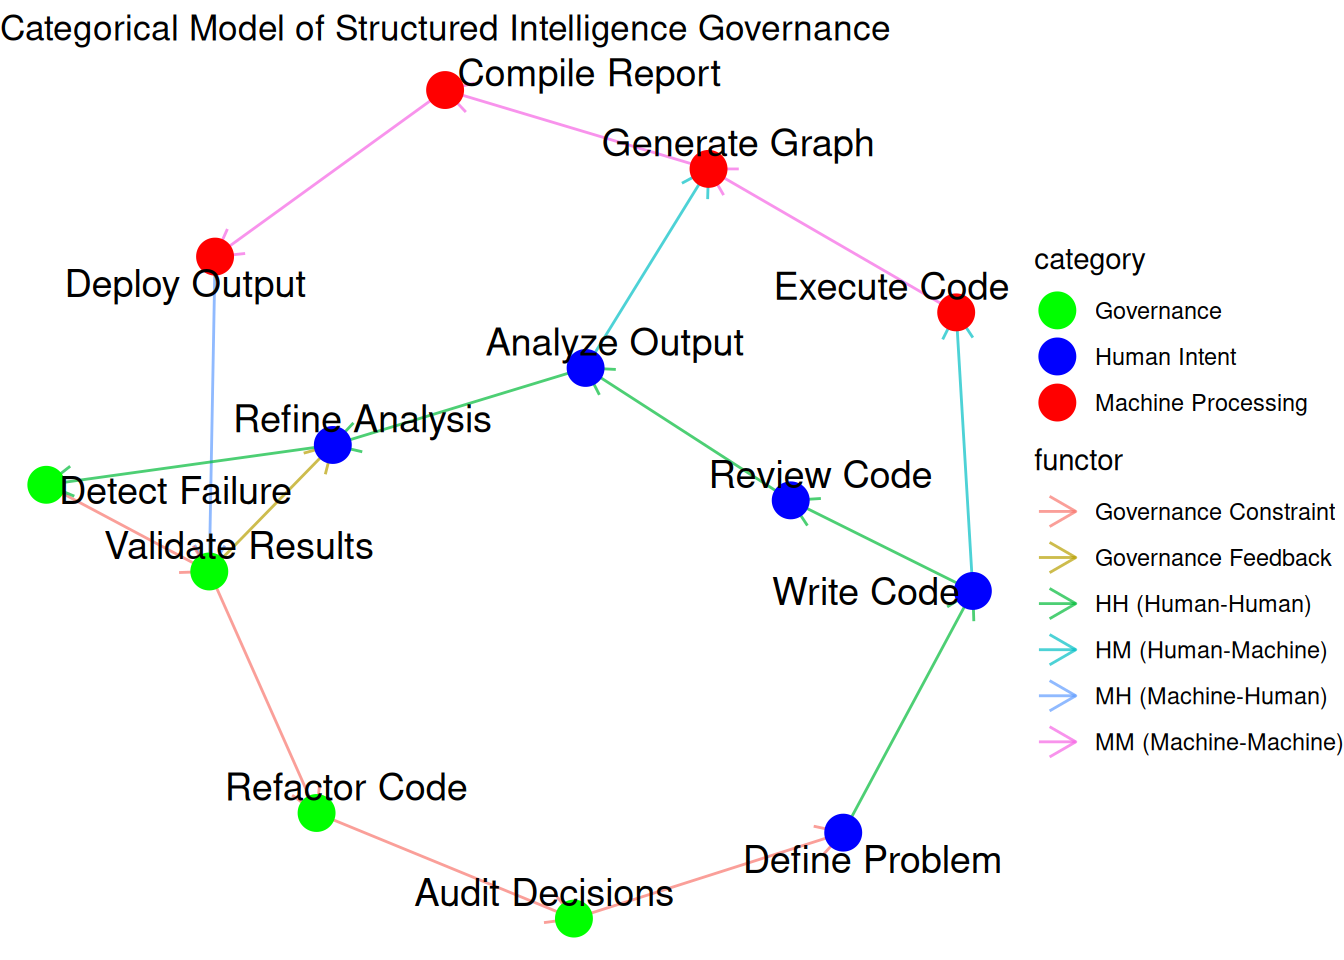 Categorical Model of Structured Intelligence Governance
Compile Report
Generate Graph
Deploy Output
Execute Code
Analyze Output
Refine Analysis
Review Code
Detect Failure
Validate Results
Write Code
Refactor Code
Define Problem
Audit Decisions
category
Governance
Human Intent
Machine Processing
functor
Governance Constraint
Governance Feedback
HH (Human-Human)
HM (Human-Machine)
MH (Machine-Human)
MM (Machine-Machine)